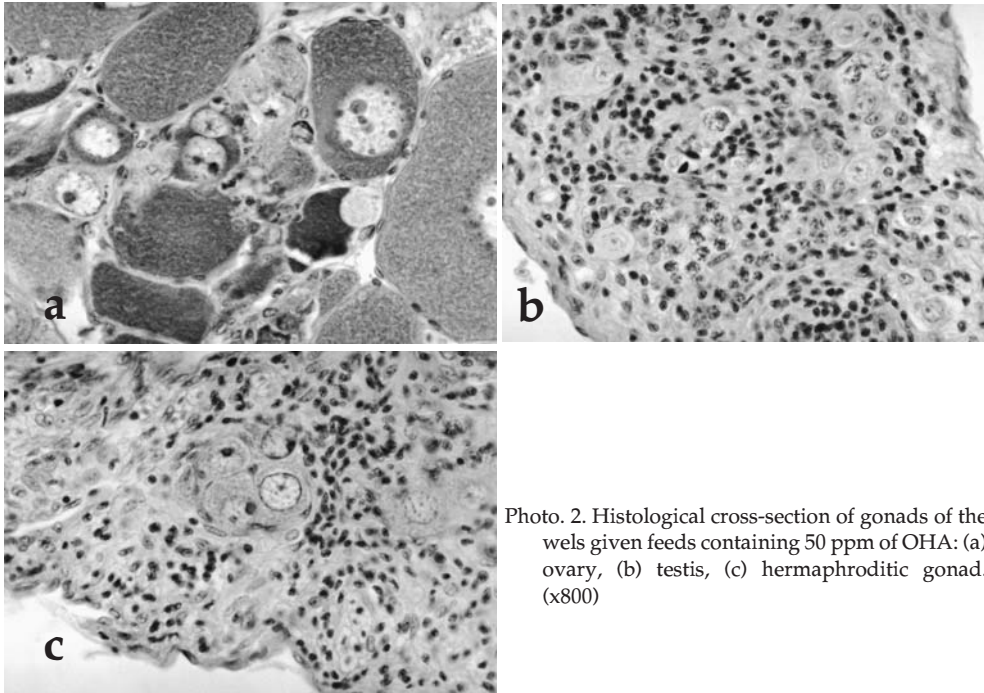 a
b
c
Photo. 2. Histological cross-section of gonads of the
wels given feeds containing 50 ppm of OHA: (a)
ovary, (b) testis, (c) hermaphroditic gonad.
(x800)